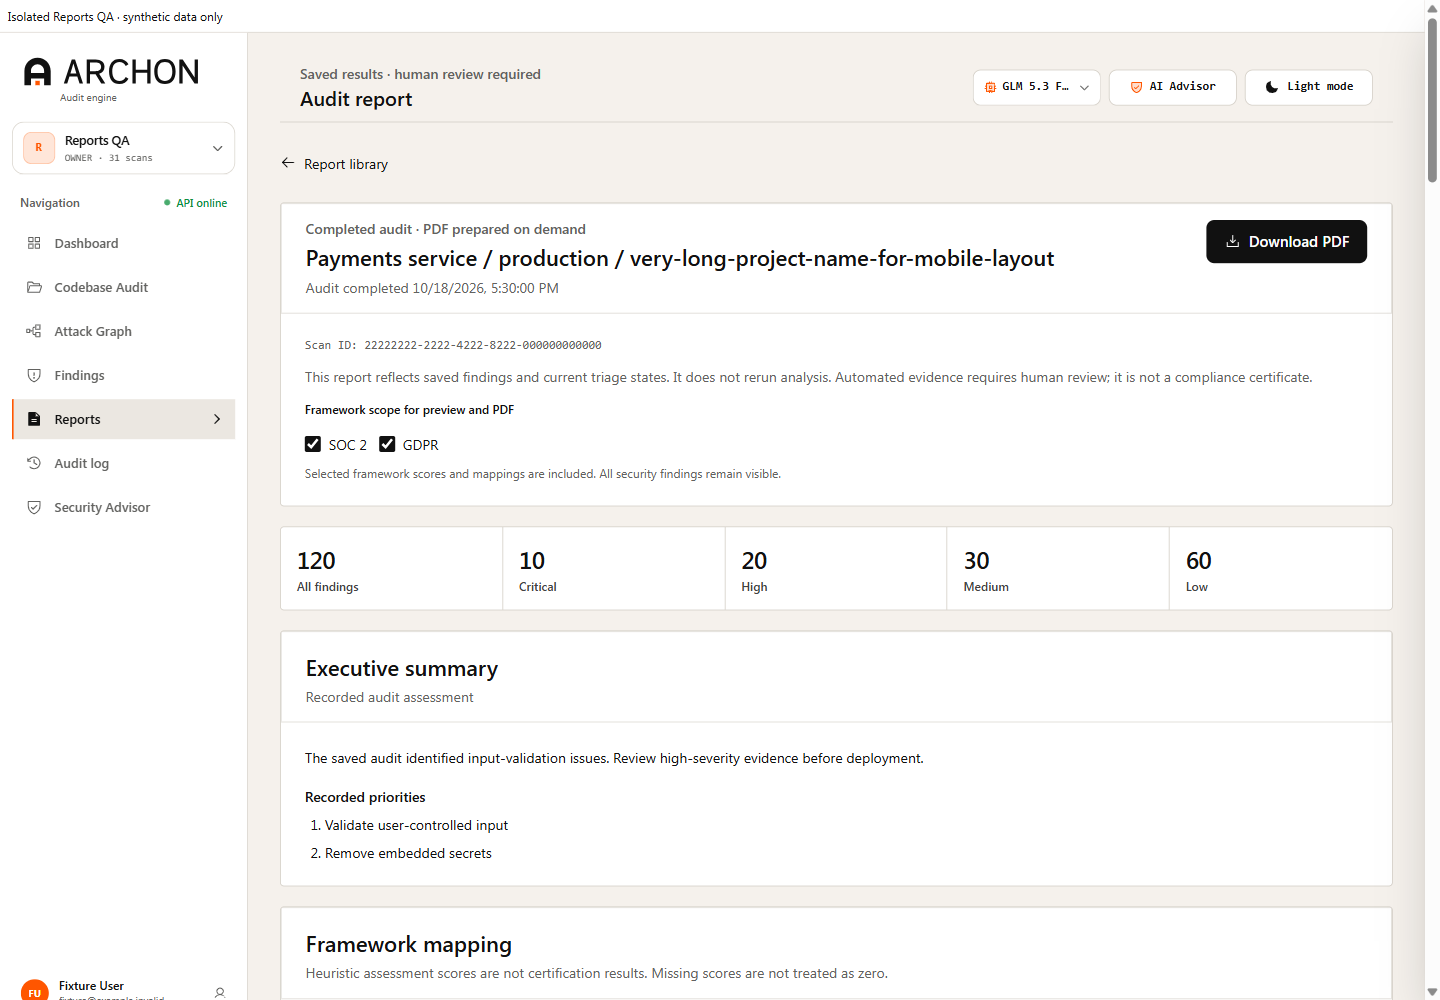 Isolated Reports QA · synthetic data only
ARCHON
Audit engine
R
Reports QA
OWNER · 31 scans
Navigation
API online
Dashboard
Codebase Audit
Attack Graph
Findings
Reports
Audit log
Security Advisor
FU
Fixture User
fixture@example.invalid
Saved results · human review required
Audit report
GLM 5.3 F…
AI Advisor
Light mode
Report library
Completed audit · PDF prepared on demand
Payments service / production / very-long-project-name-for-mobile-layout
Audit completed 10/18/2026, 5:30:00 PM
Download PDF
Scan ID: 22222222-2222-4222-8222-000000000000
This report reflects saved findings and current triage states. It does not rerun analysis. Automated evidence requires human review; it is not a compliance certificate.
Framework scope for preview and PDF
SOC 2
GDPR
Selected framework scores and mappings are included. All security findings remain visible.
120
All findings
10
Critical
20
High
30
Medium
60
Low
Executive summary
Recorded audit assessment
The saved audit identified input-validation issues. Review high-severity evidence before deployment.
Recorded priorities
1. Validate user-controlled input
2. Remove embedded secrets
Framework mapping
Heuristic assessment scores are not certification results. Missing scores are not treated as zero.